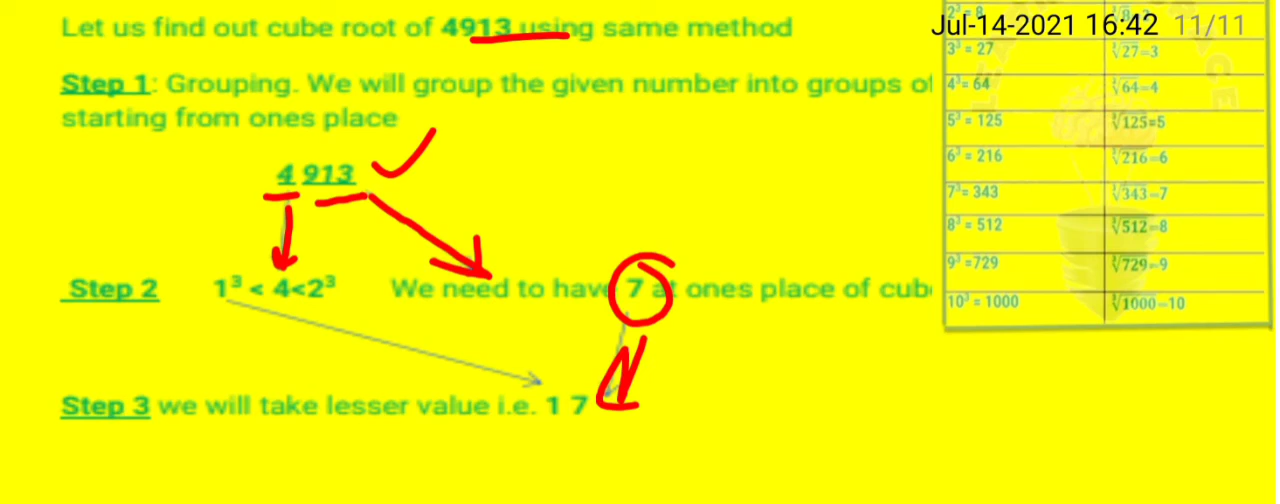 Let us find out cube root of 4913 using same method
Step 1: Grouping. We will group the given number into groups of
starting from ones place
4 913
Step 2 1³ < 4<2³ We need to have 7 at ones place of cub
Step 3 we will take lesser value i.e. 1 7
Jul-14-2021 16:42 11/11
2³ = 8 ∛8=2
3³ = 27 ∛27=3
4³ = 64 ∛64=4
5³ = 125 ∛125=5
6³ = 216 ∛216=6
7³ = 343 ∛343=7
8³ = 512 ∛512=8
9³ =729 ∛729=9
10³ = 1000 ∛1000=10